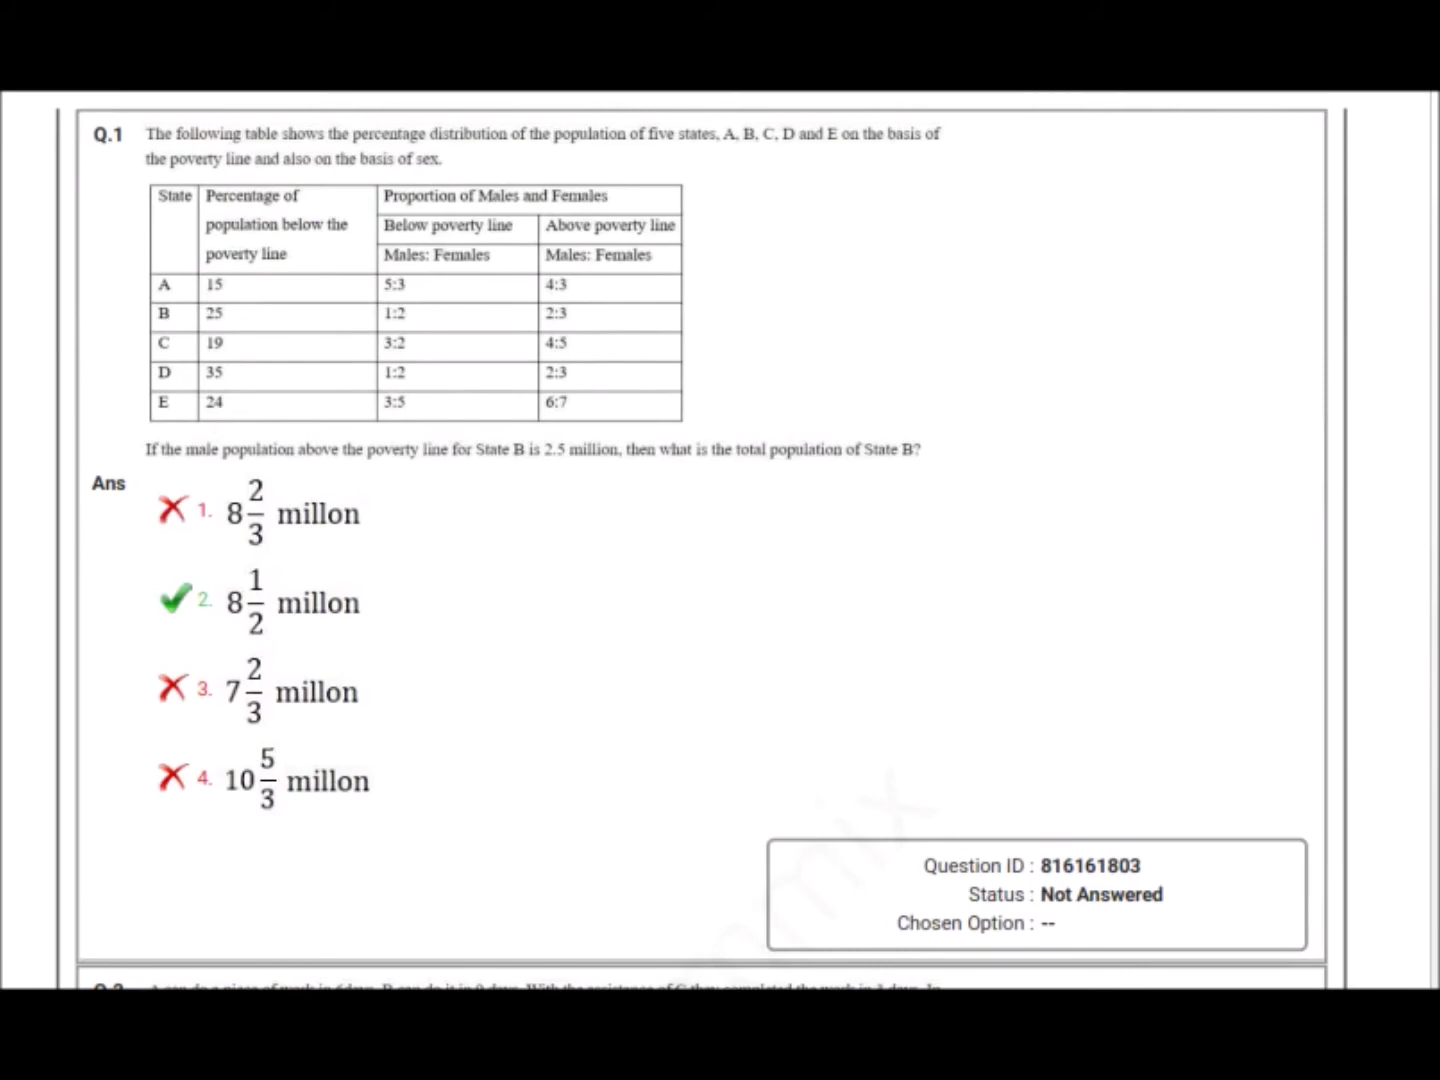 Q.1 The following table shows the percentage distribution of the population of five states, A, B, C, D and E on the basis of
the poverty line and also on the basis of sex.
State Percentage of population below the poverty line Proportion of Males and Females
Below poverty line Above poverty line
Males: Females Males: Females
A 15 5:3 4:3
B 25 1:2 2:3
C 19 3:2 4:5
D 35 1:2 2:3
E 24 3:5 6:7
If the male population above the poverty line for State B is 2.5 million, then what is the total population of State B?
Ans
1. 8 2/3 millon
2. 8 1/2 millon
3. 7 2/3 millon
4. 10 5/3 millon
Question ID : 816161803
Status : Not Answered
Chosen Option : --